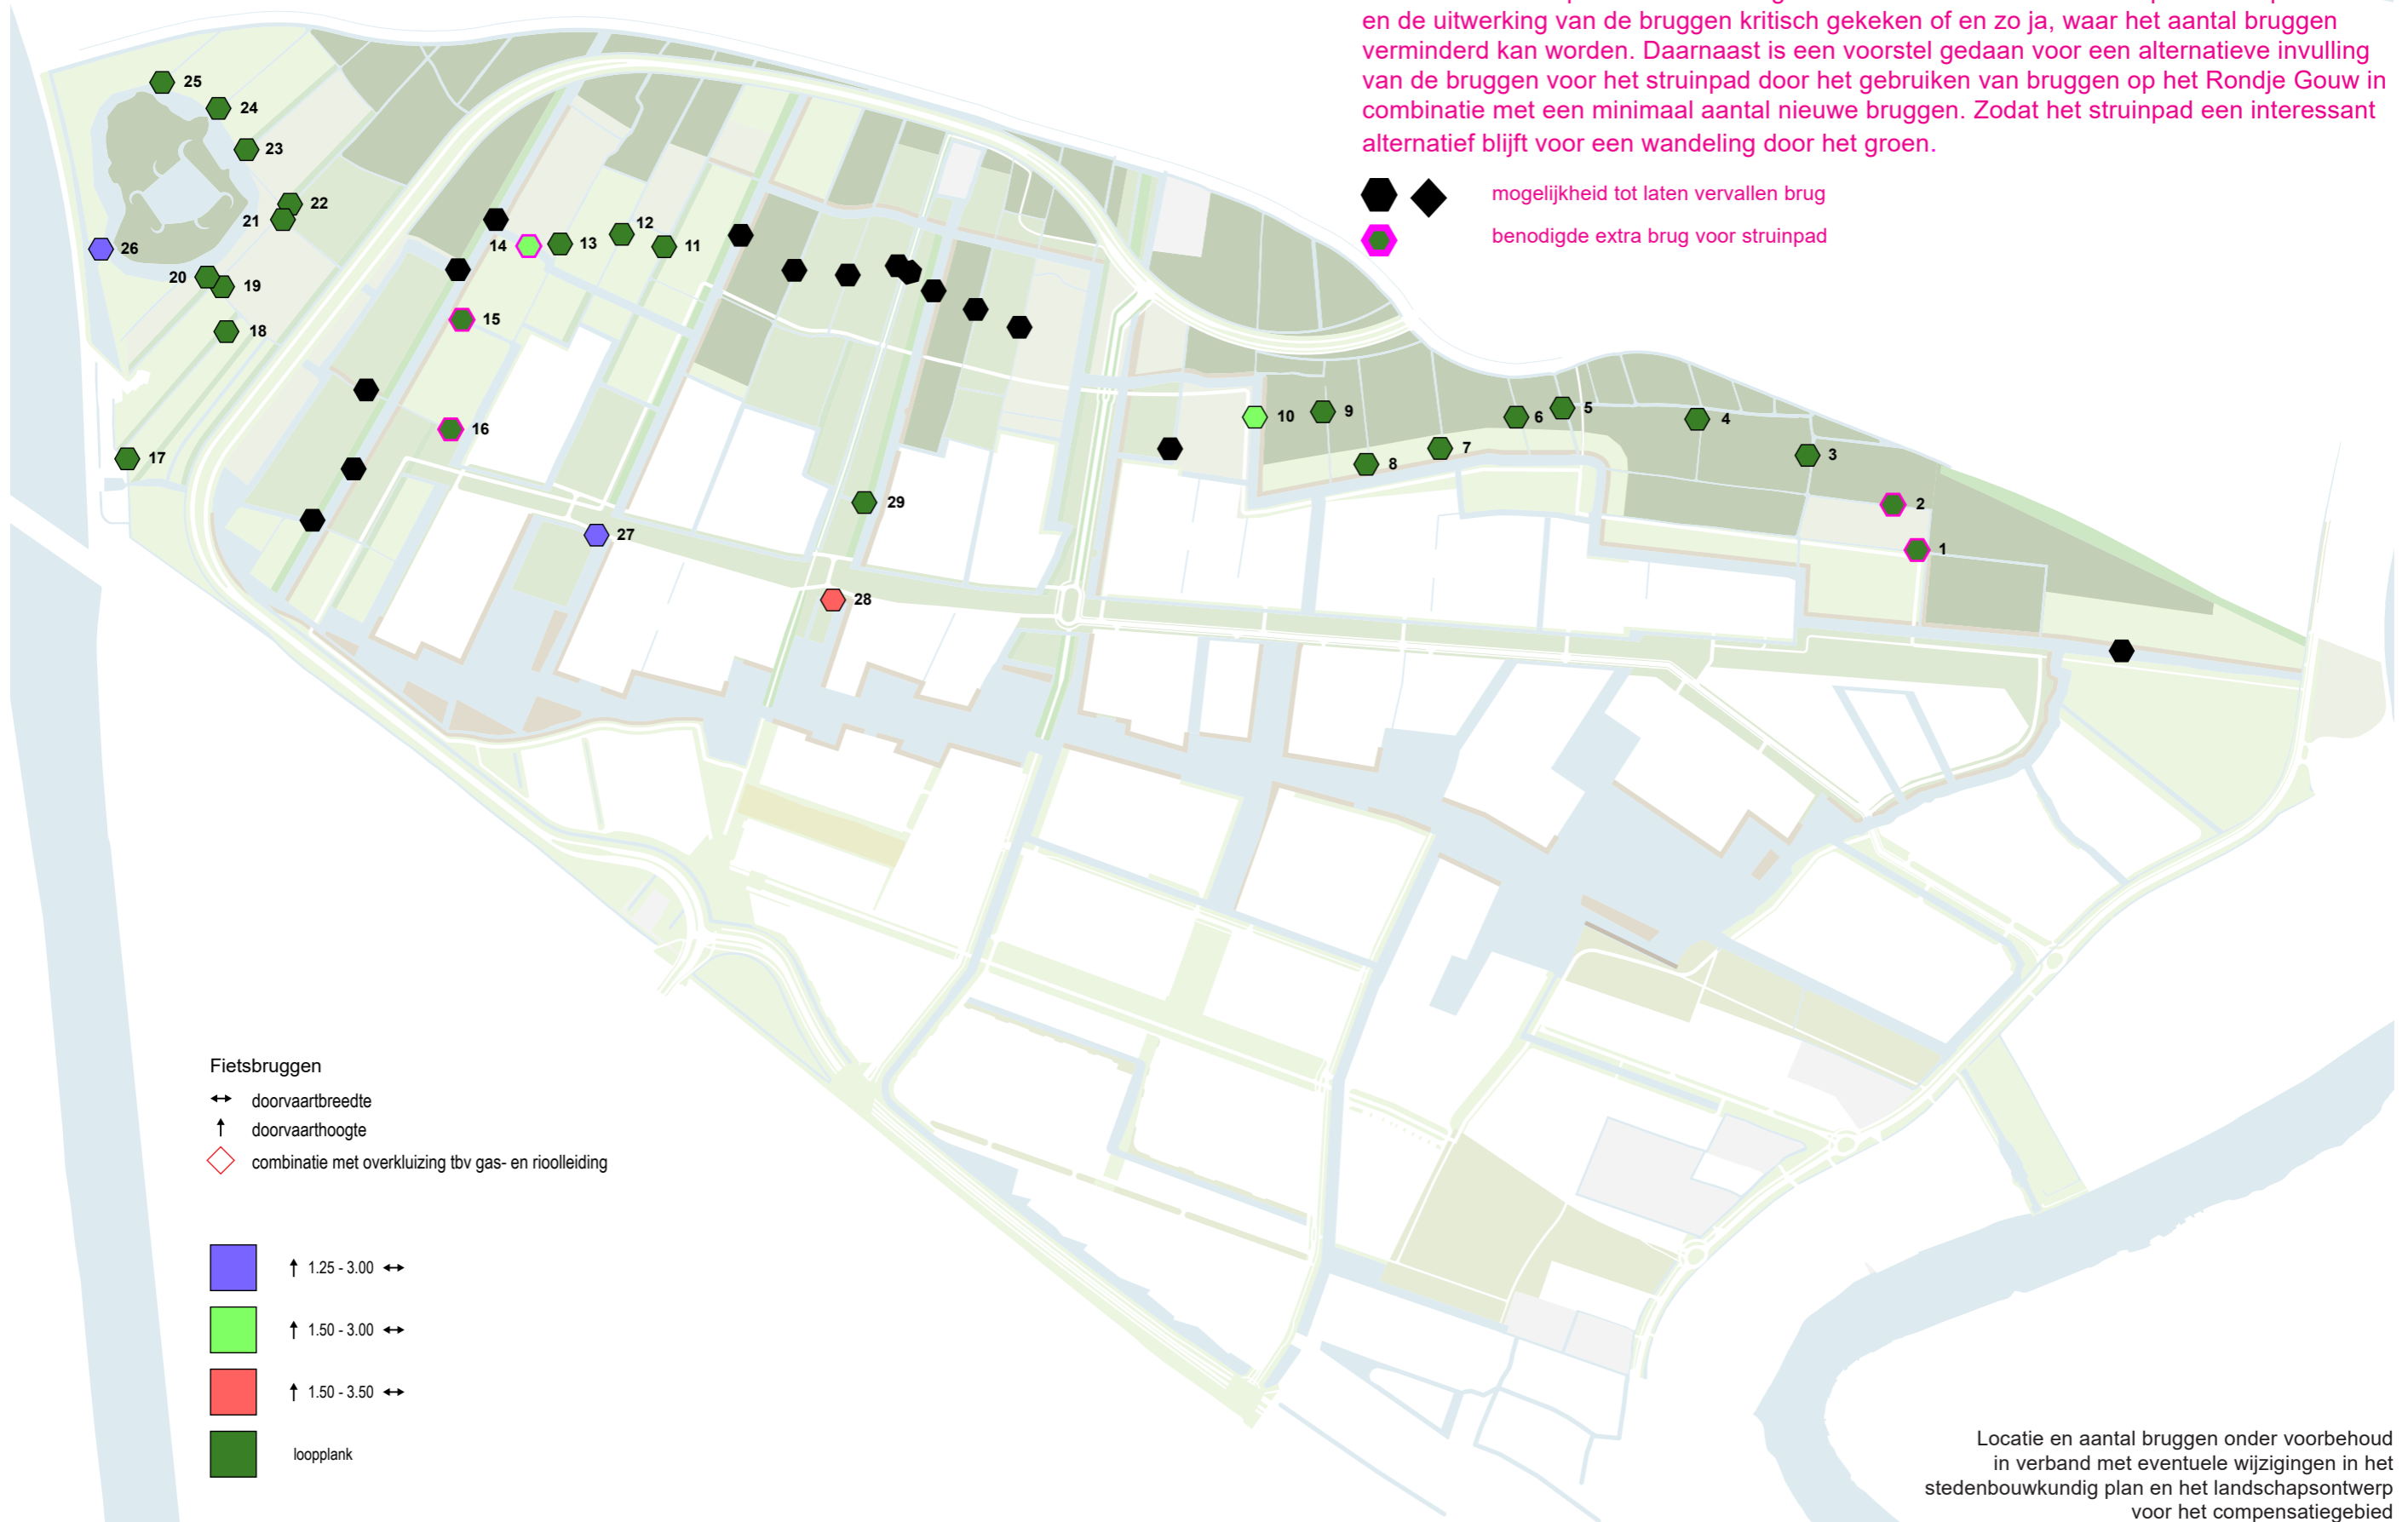 en de uitwerking van de bruggen kritisch gekeken of en zo ja, waar het aantal bruggen
verminderd kan worden. Daarnaast is een voorstel gedaan voor een alternatieve invulling
van de bruggen voor het struinpad door het gebruiken van bruggen op het Rondje Gouw in
combinatie met een minimaal aantal nieuwe bruggen. Zodat het struinpad een interessant
alternatief blijft voor een wandeling door het groen.
mogelijkheid tot laten vervallen brug
benodigde extra brug voor struinpad
25
24
23
22
21
26
20
19
18
17
14
13
12
11
15
16
27
28
29
10
9
8
7
6
5
4
3
2
1
Fietsbruggen
doorvaartbreedte
doorvaarthoogte
combinatie met overkluizing tbv gas- en rioolleiding
1.25 - 3.00
1.50 - 3.00
1.50 - 3.50
loopplank
Locatie en aantal bruggen onder voorbehoud
in verband met eventuele wijzigingen in het
stedenbouwkundig plan en het landschapsontwerp
voor het compensatiegebied